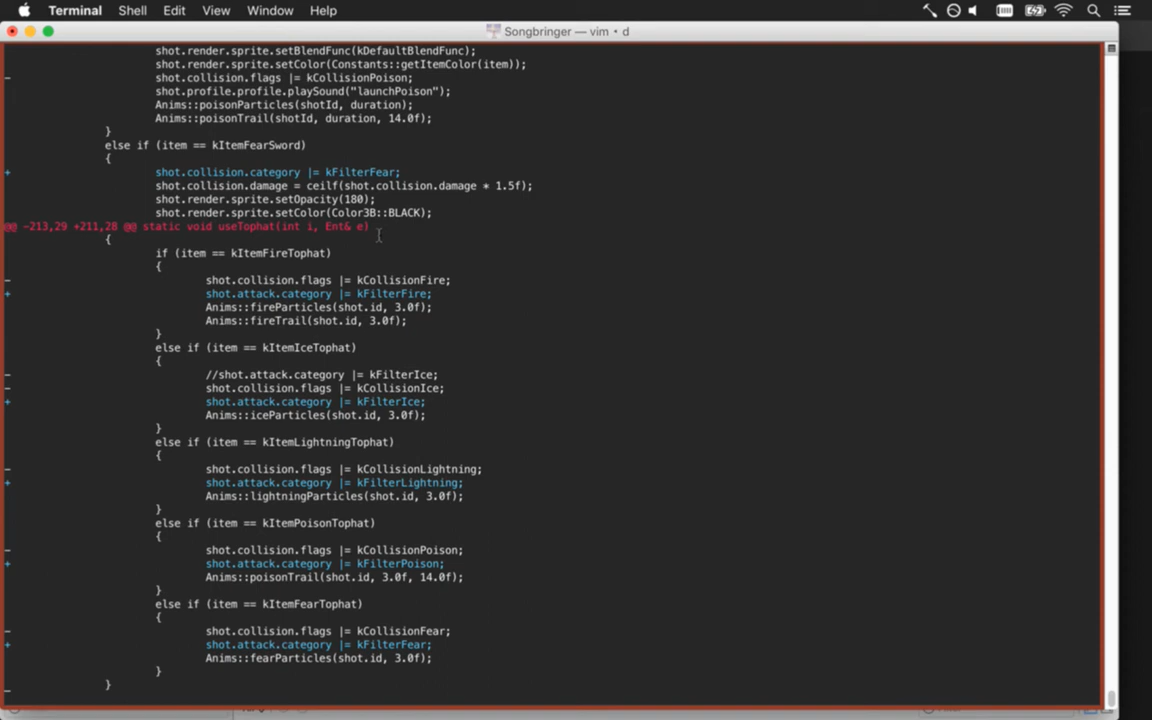 Terminal Shell Edit View Window Help
Songbringer — vim • d
shot.render.sprite.setBlendFunc(kDefaultBlendFunc);
shot.render.sprite.setColor(Constants::getItemColor(item));
- shot.collision.flags |= kCollisionPoison;
shot.profile.profile.playSound("launchPoison");
Anims::poisonParticles(shotId, duration);
Anims::poisonTrail(shotId, duration, 14.0f);
}
else if (item == kItemFearSword)
{
+ shot.collision.category |= kFilterFear;
shot.collision.damage = ceilf(shot.collision.damage * 1.5f);
shot.render.sprite.setOpacity(180);
shot.render.sprite.setColor(Color3B::BLACK);
@@ -213,29 +211,28 @@ static void useTophat(int i, Ent& e)
{
if (item == kItemFireTophat)
{
- shot.collision.flags |= kCollisionFire;
+ shot.attack.category |= kFilterFire;
Anims::fireParticles(shot.id, 3.0f);
Anims::fireTrail(shot.id, 3.0f);
}
else if (item == kItemIceTophat)
{
- //shot.attack.category |= kFilterIce;
- shot.collision.flags |= kCollisionIce;
+ shot.attack.category |= kFilterIce;
Anims::iceParticles(shot.id, 3.0f);
}
else if (item == kItemLightningTophat)
{
- shot.collision.flags |= kCollisionLightning;
+ shot.attack.category |= kFilterLightning;
Anims::lightningParticles(shot.id, 3.0f);
}
else if (item == kItemPoisonTophat)
{
- shot.collision.flags |= kCollisionPoison;
+ shot.attack.category |= kFilterPoison;
Anims::poisonTrail(shot.id, 3.0f, 14.0f);
}
else if (item == kItemFearTophat)
{
- shot.collision.flags |= kCollisionFear;
+ shot.attack.category |= kFilterFear;
Anims::fearParticles(shot.id, 3.0f);
}
}
-